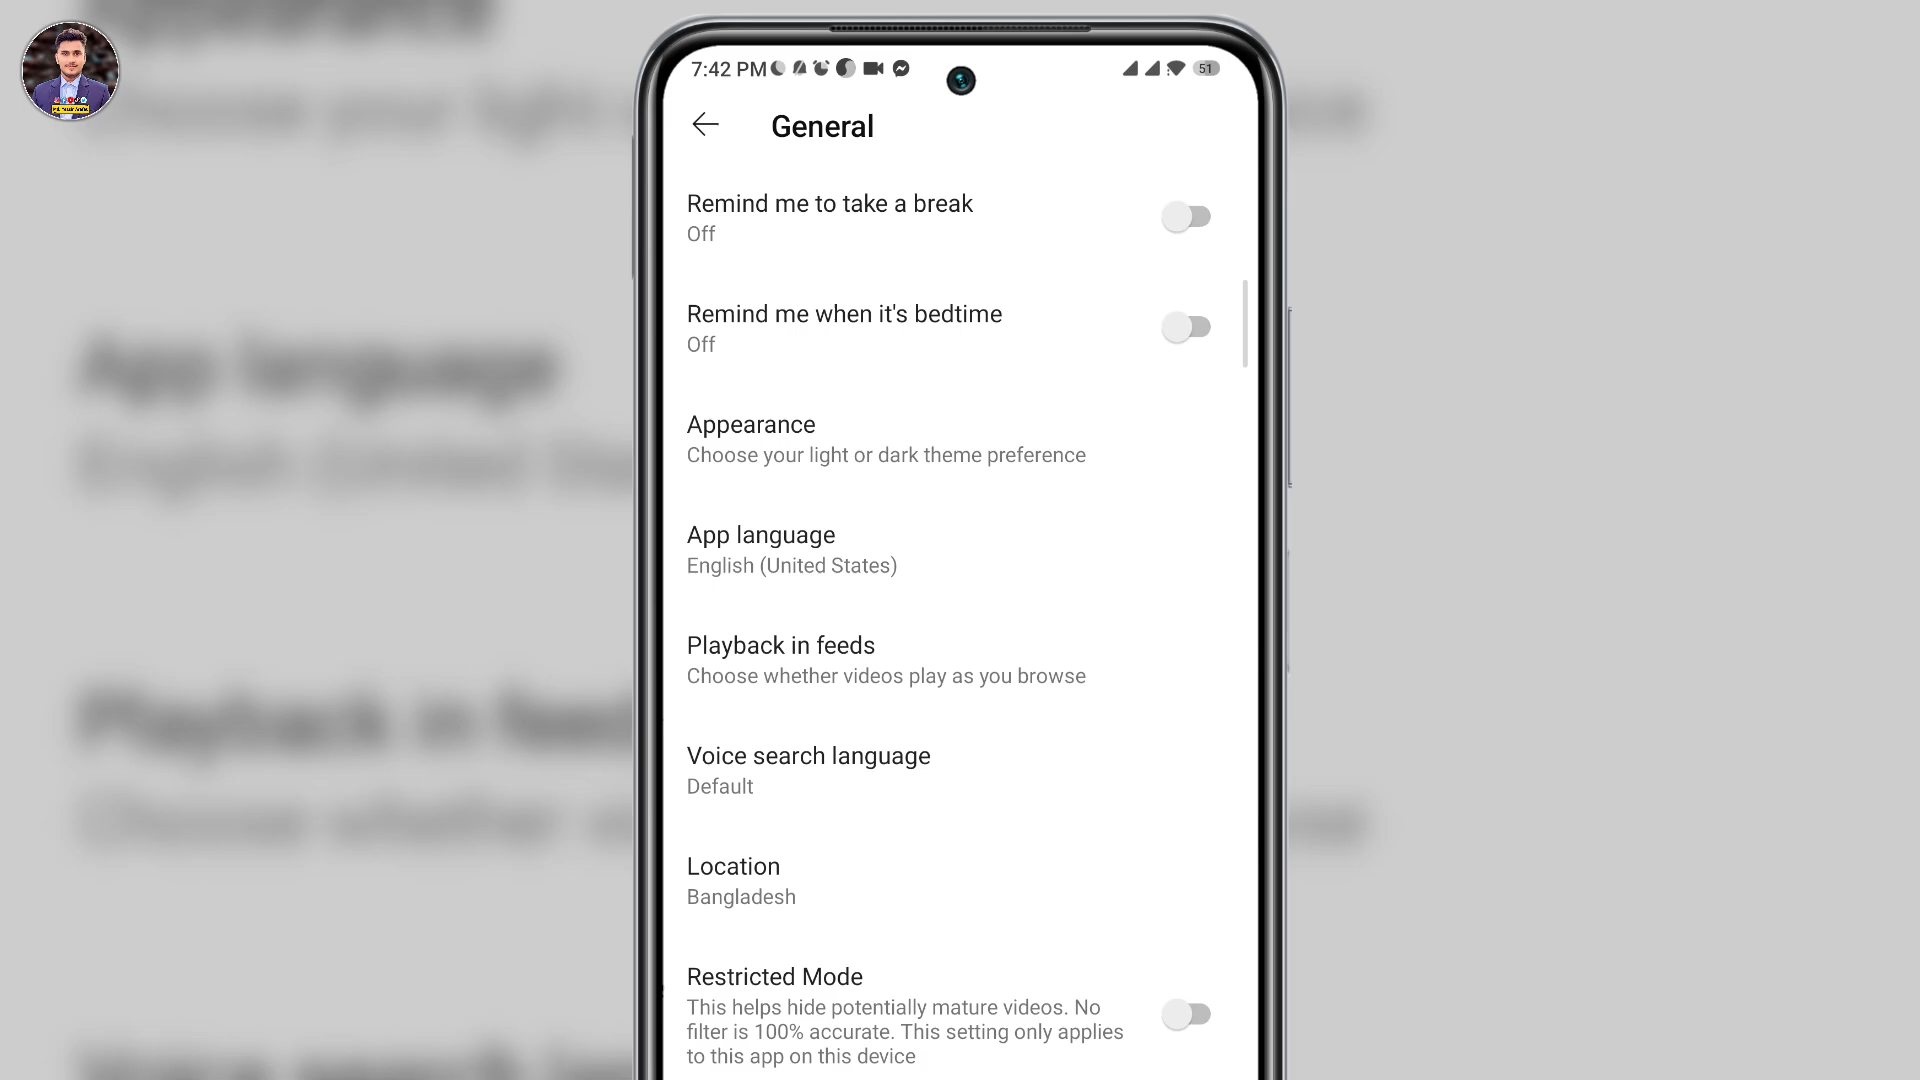 7:42 PM
51
General
Remind me to take a break
Off
Remind me when it's bedtime
Off
Appearance
Choose your light or dark theme preference
App language
English (United States)
Playback in feeds
Choose whether videos play as you browse
Voice search language
Default
Location
Bangladesh
Restricted Mode
This helps hide potentially mature videos. No
filter is 100% accurate. This setting only applies
to this app on this device